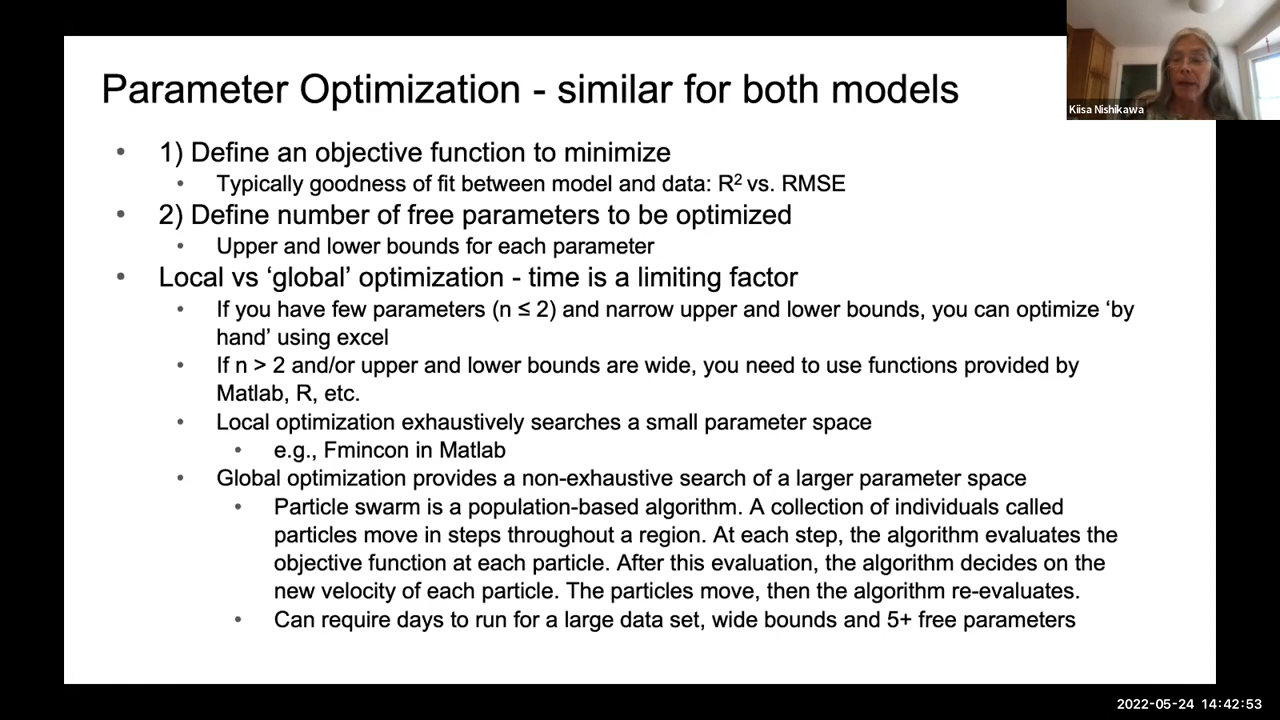 Parameter Optimization - similar for both models
Kiisa Nishikawa
• 1) Define an objective function to minimize
• Typically goodness of fit between model and data: R² vs. RMSE
• 2) Define number of free parameters to be optimized
• Upper and lower bounds for each parameter
• Local vs ‘global’ optimization - time is a limiting factor
• If you have few parameters (n ≤ 2) and narrow upper and lower bounds, you can optimize ‘by
hand’ using excel
• If n > 2 and/or upper and lower bounds are wide, you need to use functions provided by
Matlab, R, etc.
• Local optimization exhaustively searches a small parameter space
• e.g., Fmincon in Matlab
• Global optimization provides a non-exhaustive search of a larger parameter space
• Particle swarm is a population-based algorithm. A collection of individuals called
particles move in steps throughout a region. At each step, the algorithm evaluates the
objective function at each particle. After this evaluation, the algorithm decides on the
new velocity of each particle. The particles move, then the algorithm re-evaluates.
• Can require days to run for a large data set, wide bounds and 5+ free parameters
2022-05-24 14:42:53